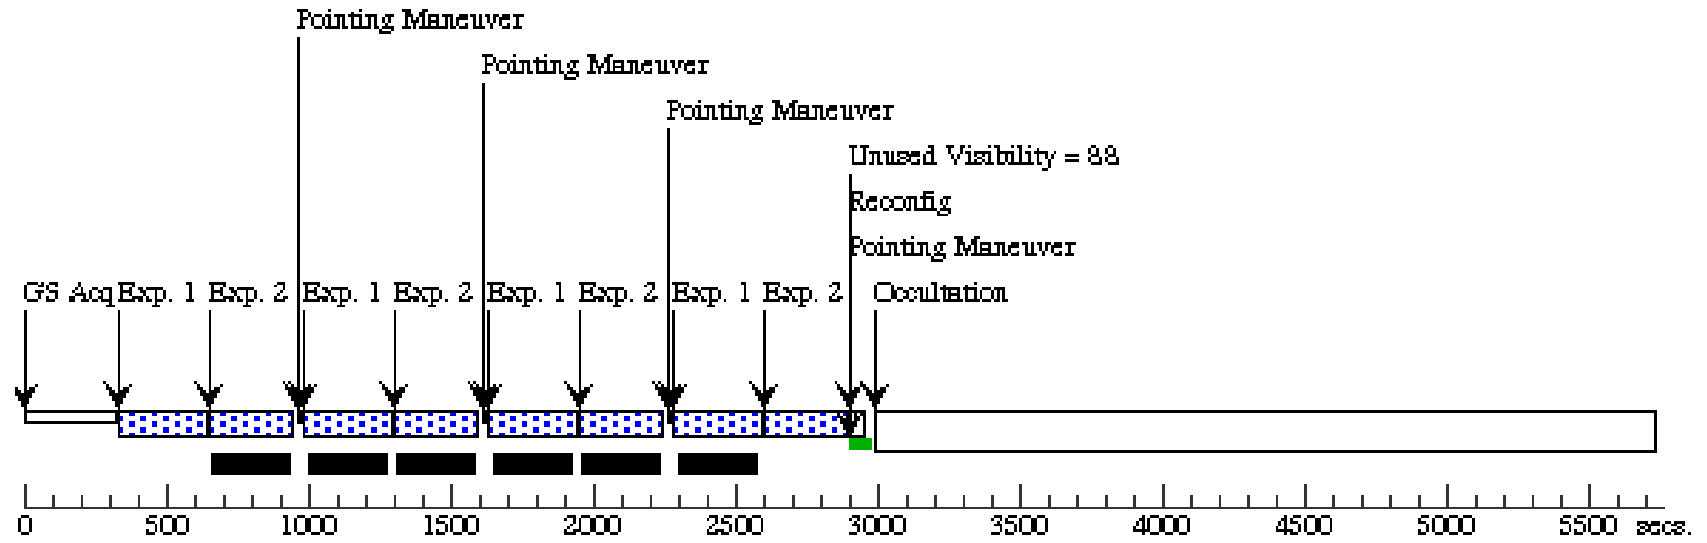 Pointing Maneuver
Pointing Maneuver
Pointing Maneuver
Unused Visibility = 88
Reconfig
Pointing Maneuver
GS Acq Exp. 1 Exp. 2 Exp. 1 Exp. 2 Exp. 1 Exp. 2 Exp. 1 Exp. 2 Occultation
0 500 1000 1500 2000 2500 3000 3500 4000 4500 5000 5500 secs.